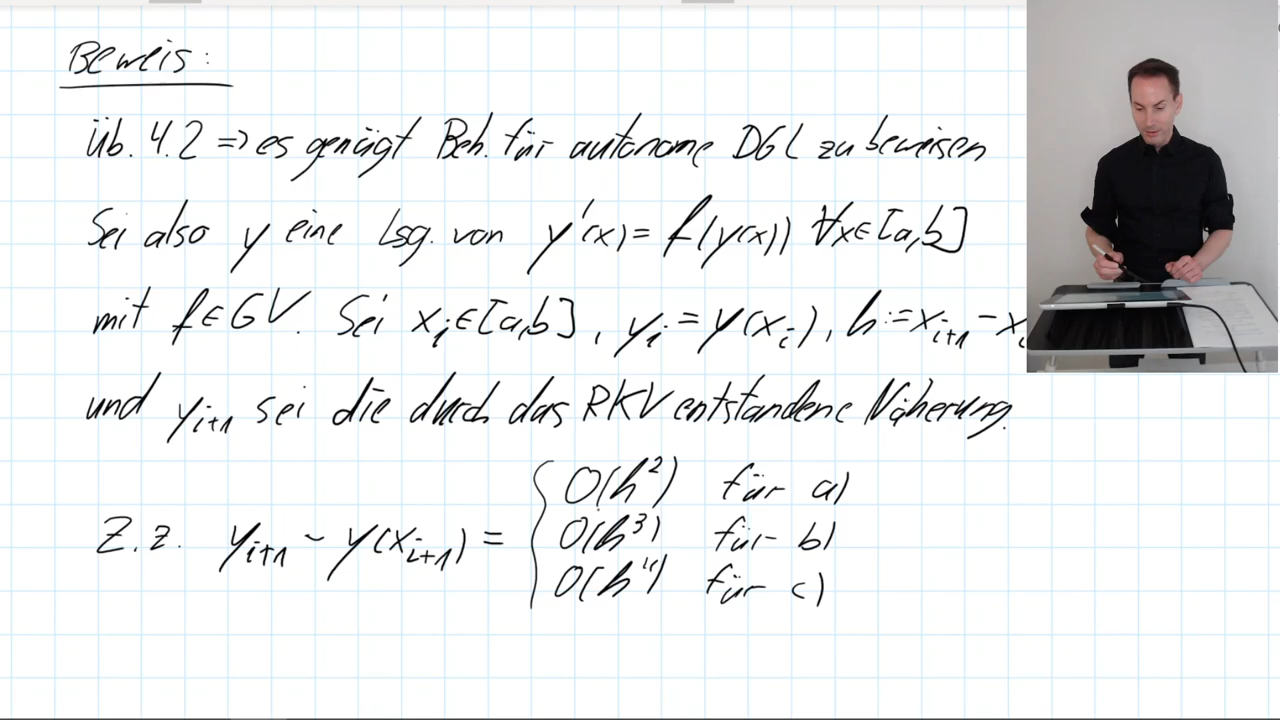 Beweis:
Üb. 4.2 => es genügt Beh. für autonome DGL zu beweisen
Sei also y eine Lsg. von y'(x) = f(y(x)) ∀x∈[a,b]
mit f∈GV. Sei x_i∈[a,b], y_i = y(x_i), h := x_{i+1} - x_i
und y_{i+1} sei die durch das RKV entstandene Näherung.
O(h²) für a)
Z.z. y_{i+1} - y(x_{i+1}) = { O(h³) für b)
O(h⁴) für c)